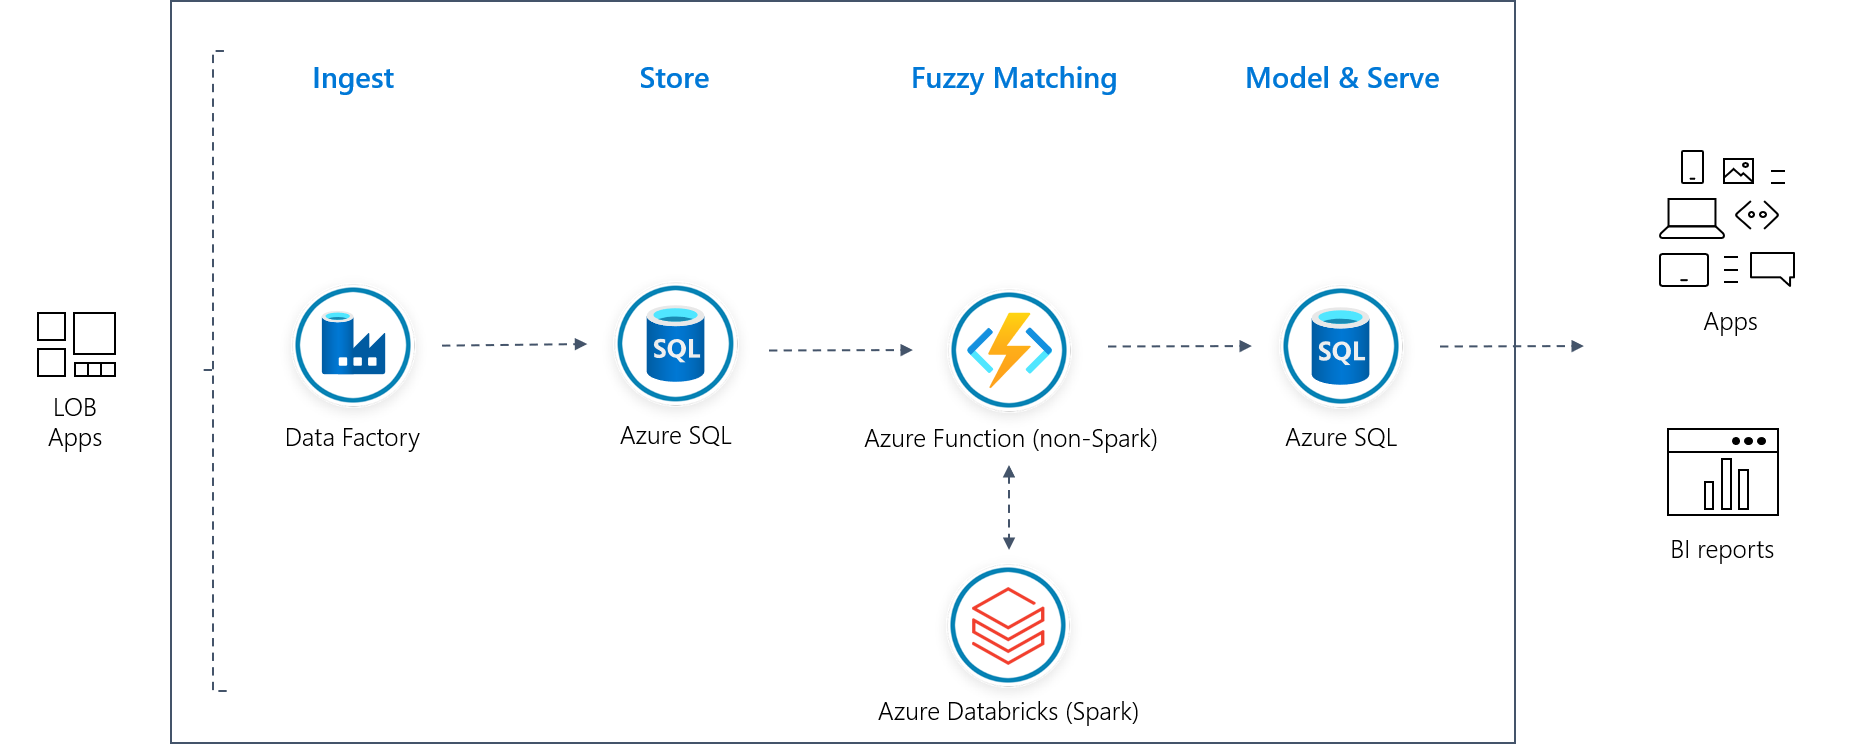 Ingest
Store
Fuzzy Matching
Model & Serve
LOB
Apps
Data Factory
SQL
Azure SQL
Azure Function (non-Spark)
SQL
Azure SQL
Azure Databricks (Spark)
Apps
BI reports